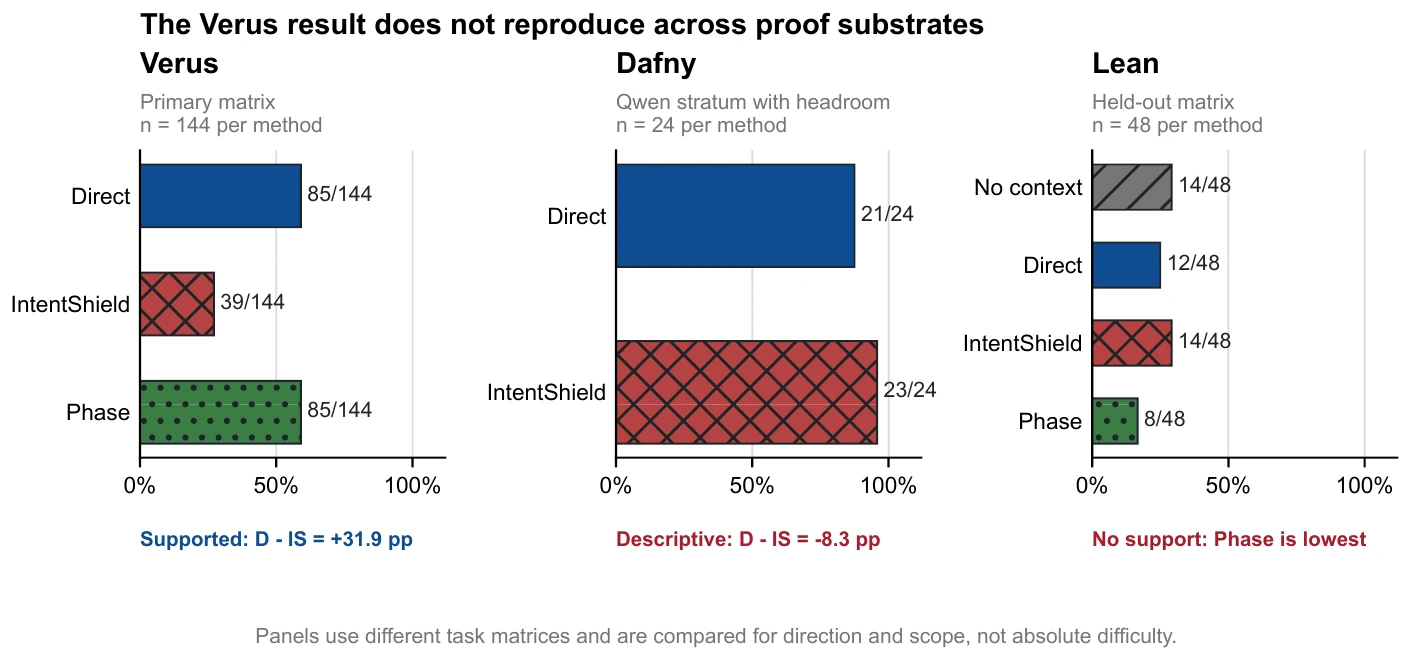 The Verus result does not reproduce across proof substrates
Verus
Primary matrix
n = 144 per method
Direct
85/144
IntentShield
39/144
Phase
85/144
0%
50%
100%
Supported: D - IS = +31.9 pp
Dafny
Qwen stratum with headroom
n = 24 per method
Direct
21/24
IntentShield
23/24
0%
50%
100%
Descriptive: D - IS = -8.3 pp
Lean
Held-out matrix
n = 48 per method
No context
14/48
Direct
12/48
IntentShield
14/48
Phase
8/48
0%
50%
100%
No support: Phase is lowest
Panels use different task matrices and are compared for direction and scope, not absolute difficulty.